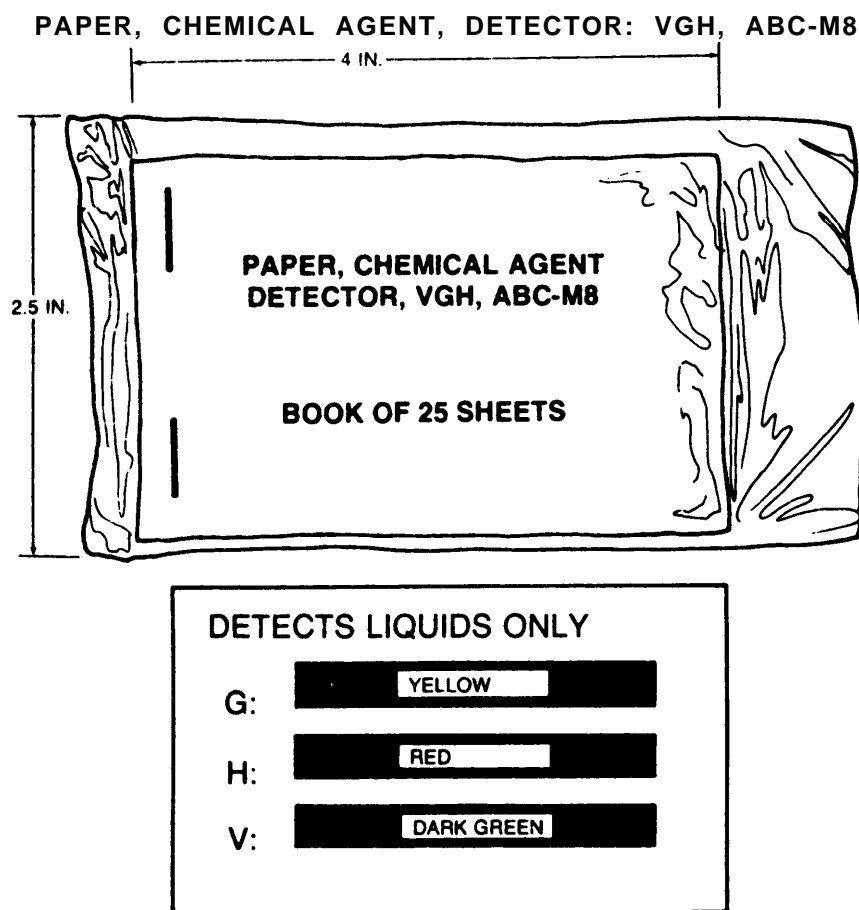 PAPER, CHEMICAL AGENT, DETECTOR: VGH, ABC-M8
4 IN.
2.5 IN.
PAPER, CHEMICAL AGENT
DETECTOR, VGH, ABC-M8
BOOK OF 25 SHEETS
DETECTS LIQUIDS ONLY
G: YELLOW
H: RED
V: DARK GREEN